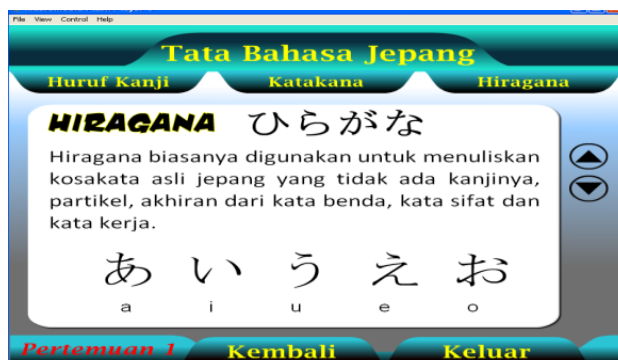 File View Control Help
Tata Bahasa Jepang
Huruf Kanji Katakana Hiragana
HIRAGANA ひらがな
Hiragana biasanya digunakan untuk menuliskan
kosakata asli jepang yang tidak ada kanjinya,
partikel, akhiran dari kata benda, kata sifat dan
kata kerja.
あ い う え お
a i u e o
Pertemuan 1 Kembali Keluar